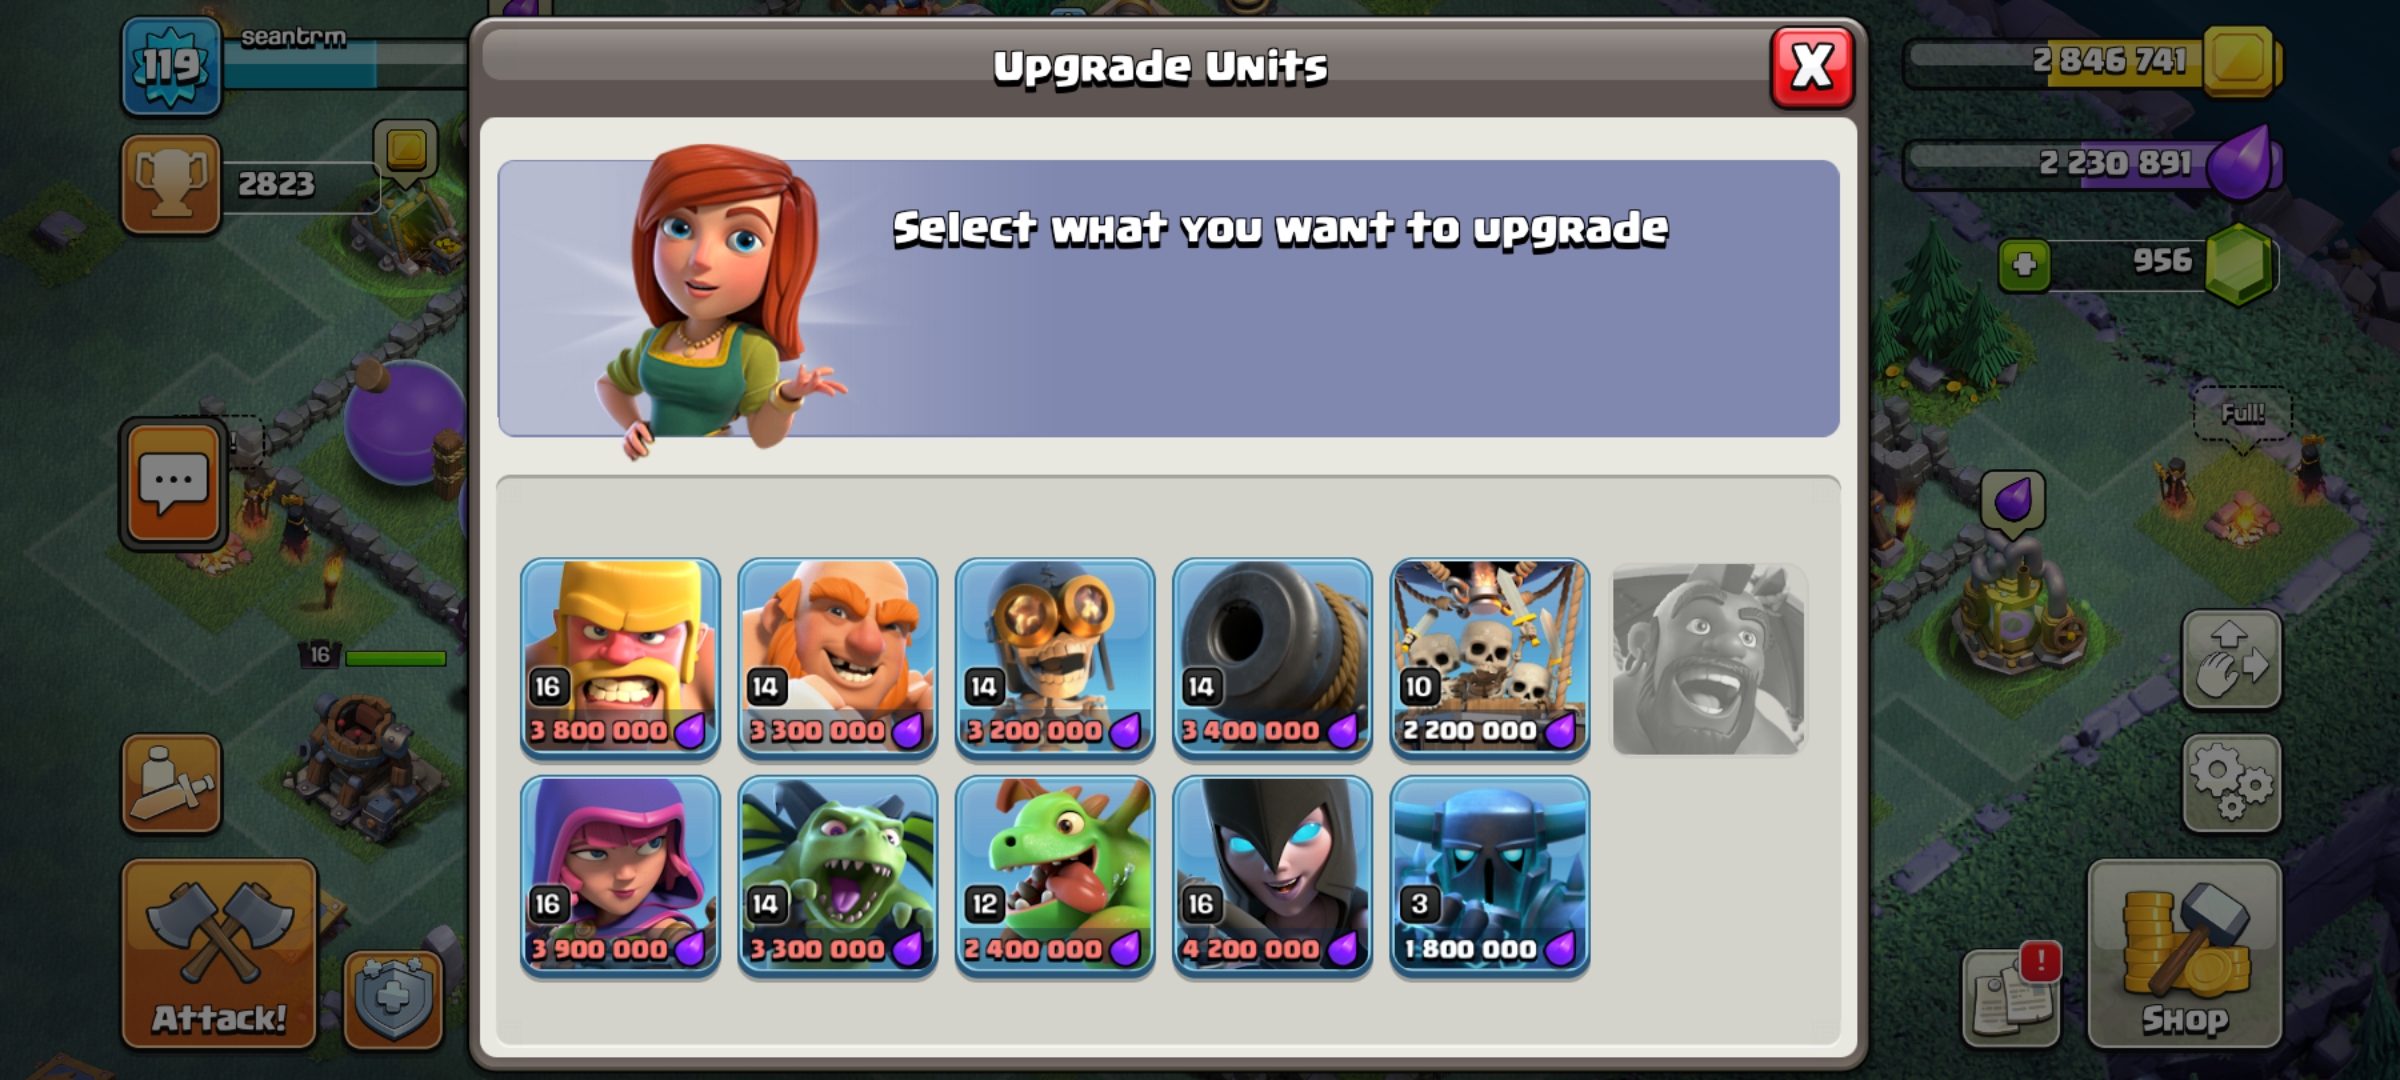 119
seantrm
Upgrade Units
X
2 846 741
2823
2 230 891
Select what you want to upgrade
956
Full!
!
16
16
3 800 000
14
3 300 000
14
3 200 000
14
3 400 000
10
2 200 000
16
3 900 000
14
3 300 000
12
2 400 000
16
4 200 000
3
1 800 000
Attack!
!
Shop